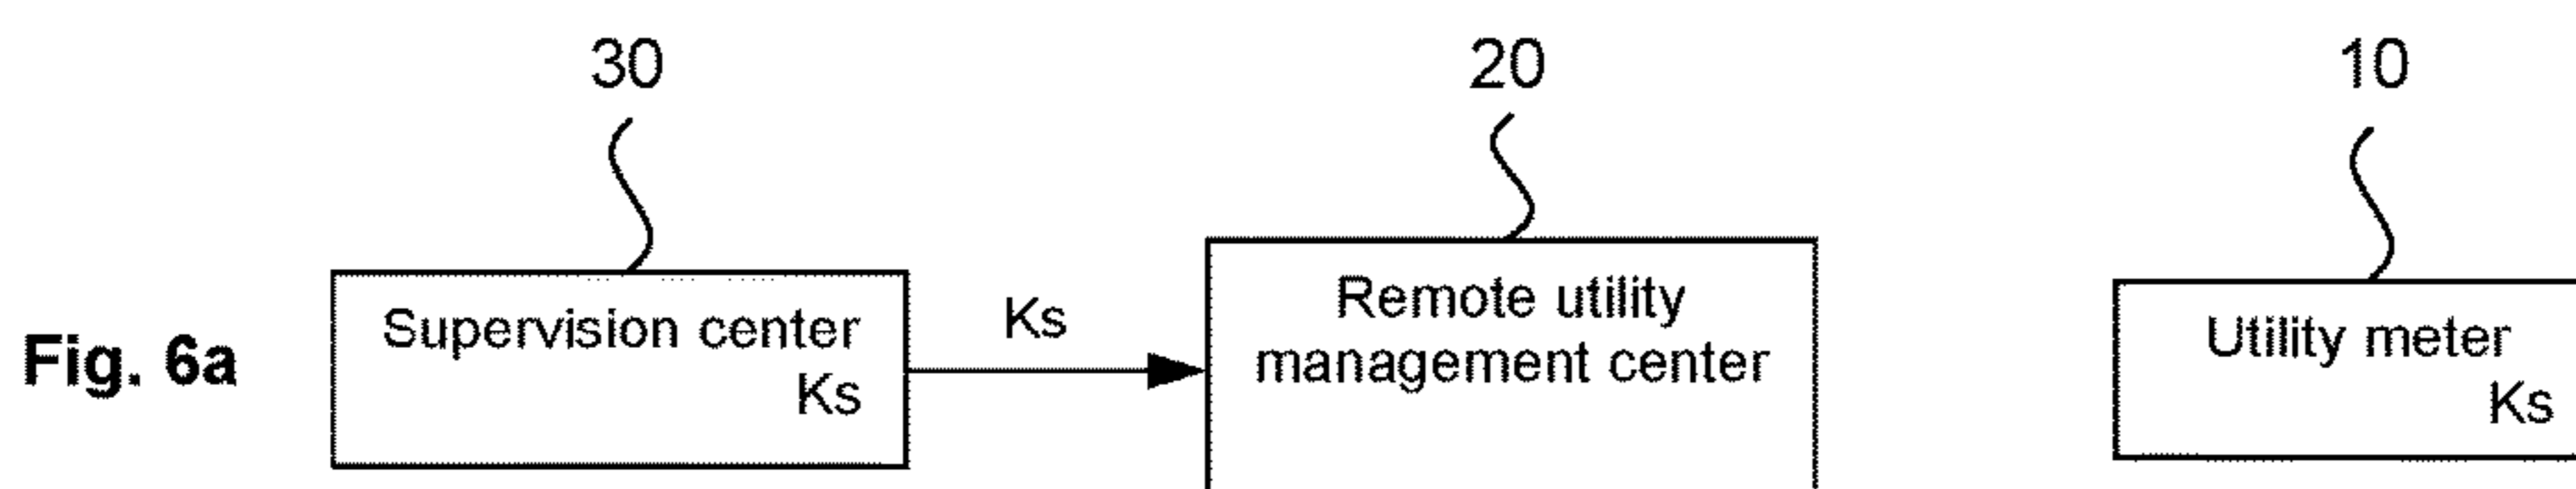 30
20
10
Fig. 6a
Supervision center
Ks
Ks
Remote utility
management center
Utility meter
Ks